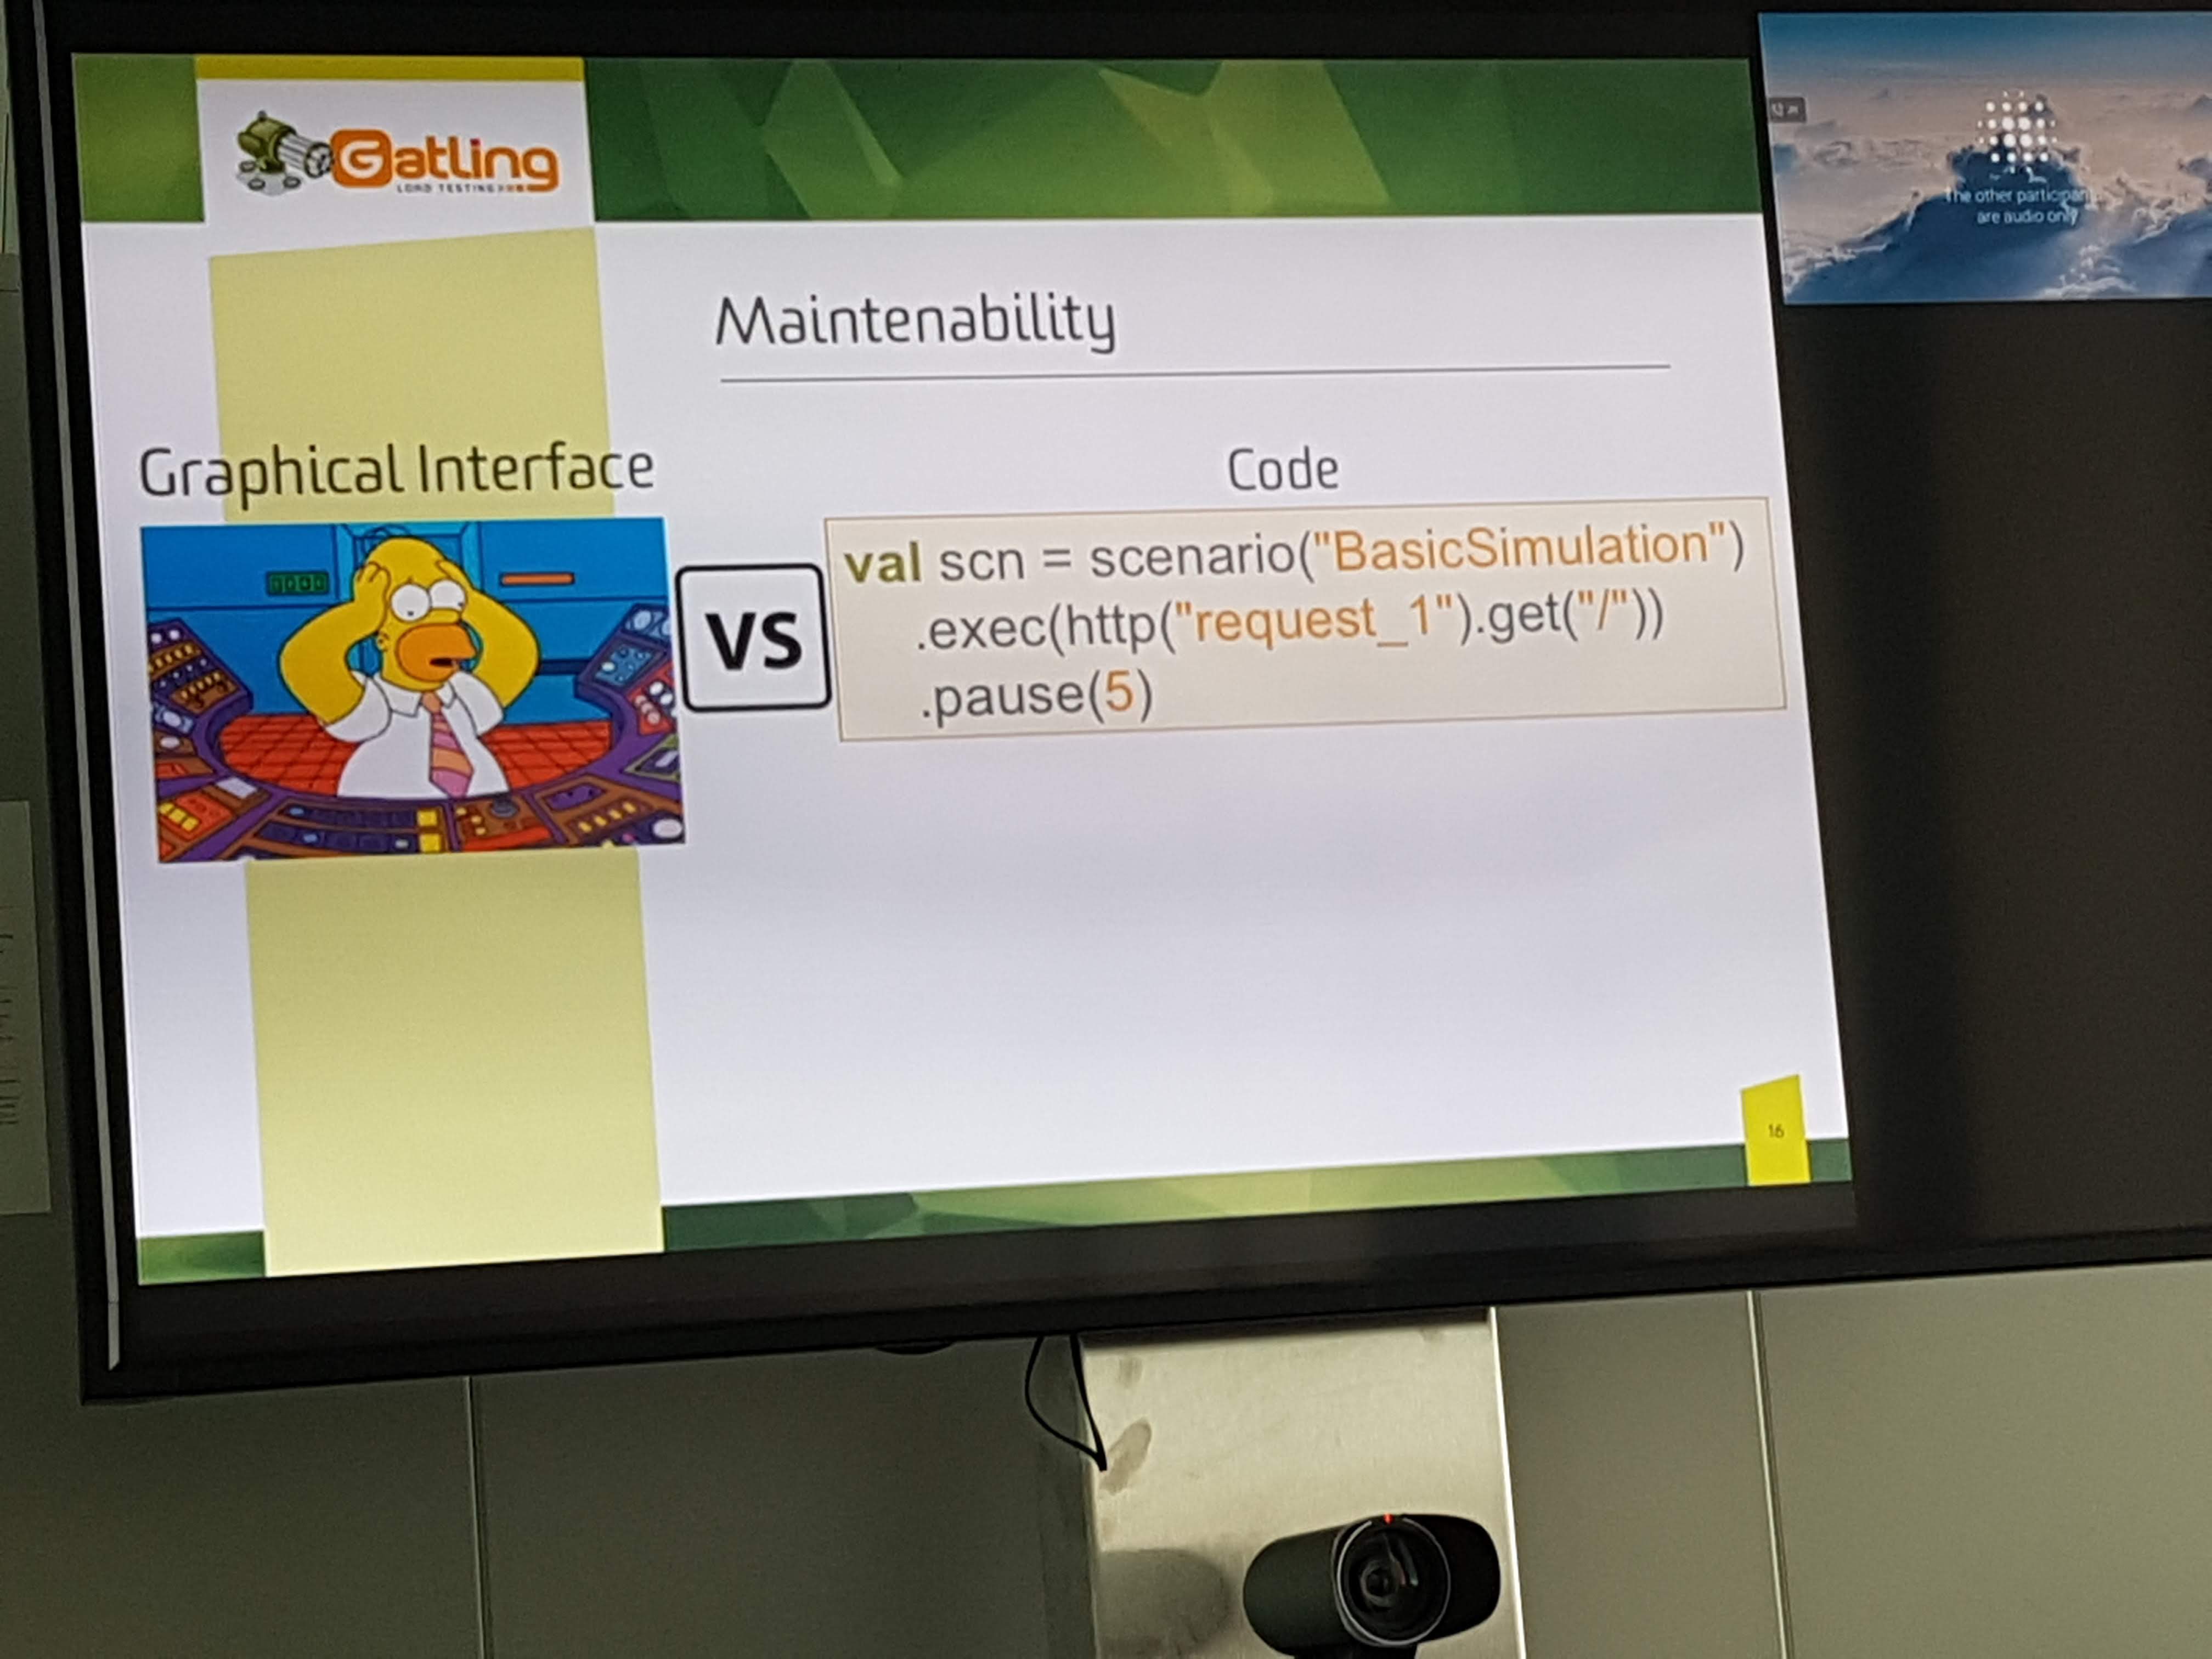 Gatling
LOAD TESTING
The other participan
are audio only
Maintenability
Graphical Interface
Code
VS
val scn = scenario("BasicSimulation")
.exec(http("request_1").get("/"))
.pause(5)
16